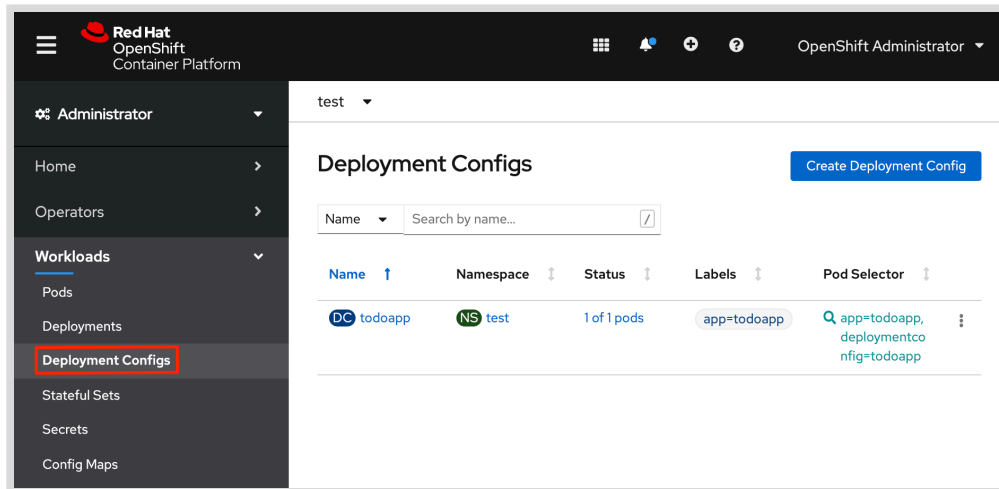 Red Hat
OpenShift
Container Platform
OpenShift Administrator
Administrator
test
Home
Operators
Workloads
Pods
Deployments
Deployment Configs
Stateful Sets
Secrets
Config Maps
Deployment Configs
Create Deployment Config
Name
Search by name...
/
Name Namespace Status Labels Pod Selector
DC todoapp NS test 1 of 1 pods app=todoapp app=todoapp,
deploymentco
nfig=todoapp